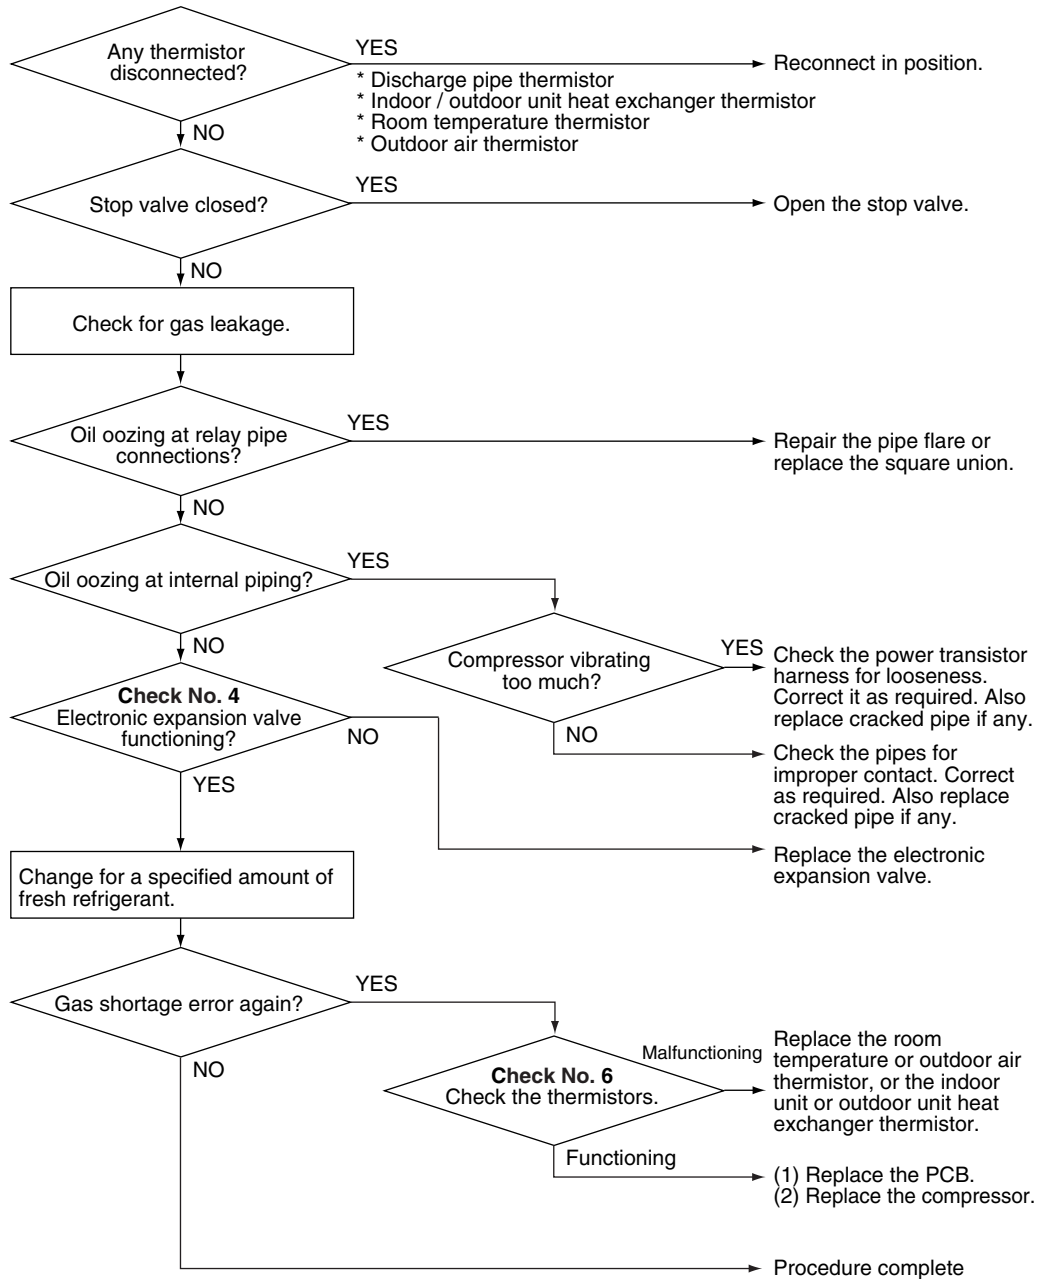 Any thermistor
disconnected?
YES
* Discharge pipe thermistor
* Indoor / outdoor unit heat exchanger thermistor
* Room temperature thermistor
* Outdoor air thermistor
Reconnect in position.
NO
Stop valve closed?
YES
Open the stop valve.
NO
Check for gas leakage.
Oil oozing at relay pipe
connections?
YES
Repair the pipe flare or
replace the square union.
NO
Oil oozing at internal piping?
YES
Compressor vibrating
too much?
YES
Check the power transistor
harness for looseness.
Correct it as required. Also
replace cracked pipe if any.
NO
Check the pipes for
improper contact. Correct
as required. Also replace
cracked pipe if any.
NO
Check No. 4
Electronic expansion valve
functioning?
NO
Replace the electronic
expansion valve.
YES
Change for a specified amount of
fresh refrigerant.
Gas shortage error again?
YES
Check No. 6
Check the thermistors.
Malfunctioning
Replace the room
temperature or outdoor air
thermistor, or the indoor
unit or outdoor unit heat
exchanger thermistor.
Functioning
(1) Replace the PCB.
(2) Replace the compressor.
NO
Procedure complete